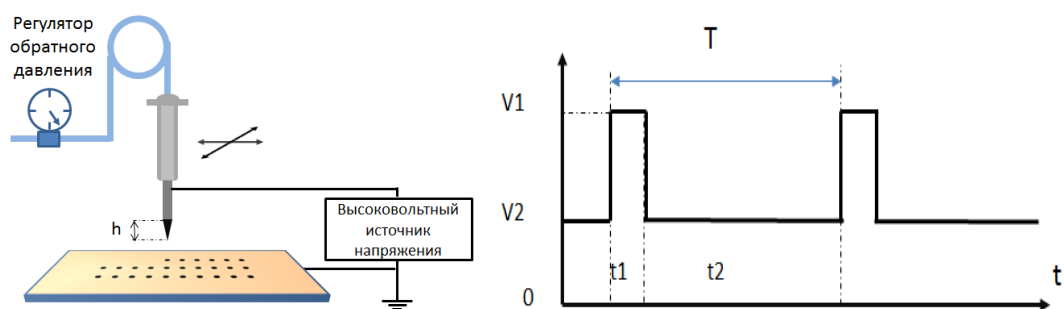 Регулятор
обратного
давления
h
Высоковольтный
источник
напряжения
T
V1
V2
t1
t2
0
t